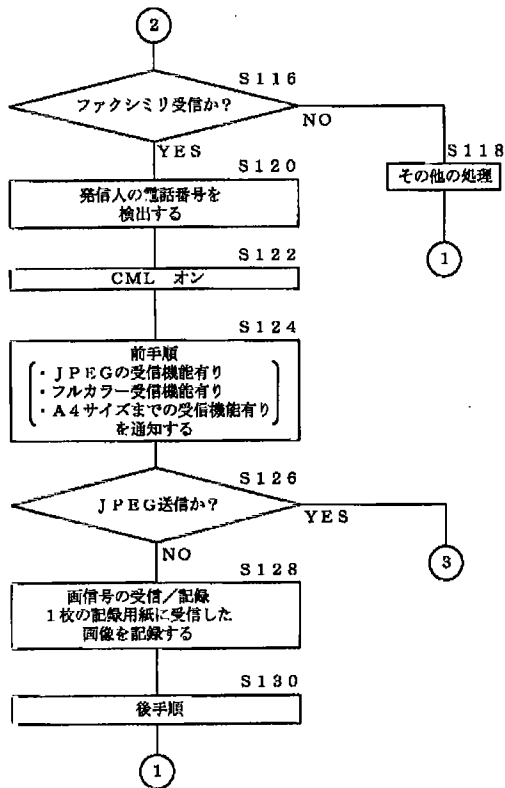 2
S116
ファクシミリ受信か?
NO
YES
S118
その他の処理
1
S120
発信人の電話番号を
検出する
S122
CML オン
S124
前手順
・JPEGの受信機能有り
・フルカラー受信機能有り
・A4サイズまでの受信機能有り
を通知する
S126
JPEG送信か?
YES
3
NO
S128
画信号の受信/記録
1枚の記録用紙に受信した
画像を記録する
S130
後手順
1